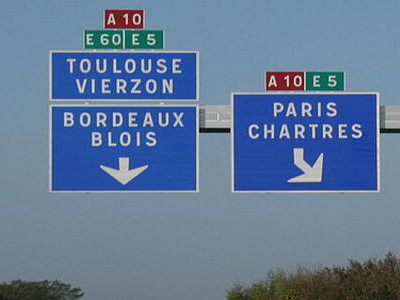 A 10
E 60 E 5
TOULOUSE
VIERZON
BORDEAUX
BLOIS
A 10 E 5
PARIS
CHARTRES